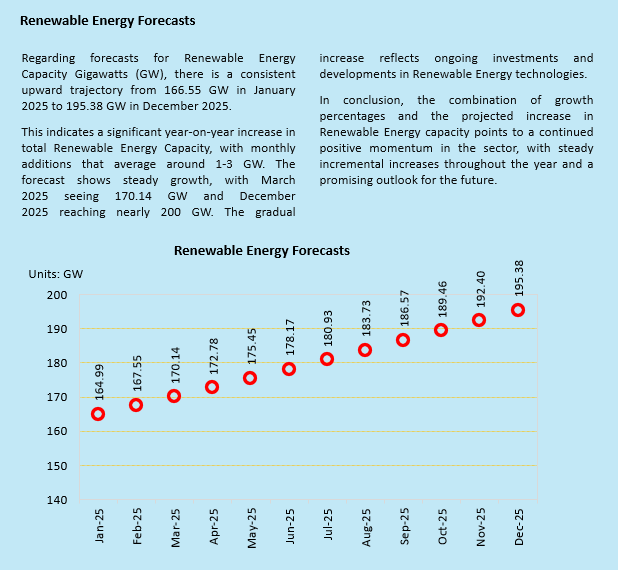 Renewable Energy Forecasts
Regarding forecasts for Renewable Energy
Capacity Gigawatts (GW), there is a consistent
upward trajectory from 166.55 GW in January
2025 to 195.38 GW in December 2025.
This indicates a significant year-on-year increase in
total Renewable Energy Capacity, with monthly
additions that average around 1-3 GW. The
forecast shows steady growth, with March
2025 seeing 170.14 GW and December
2025 reaching nearly 200 GW. The gradual
increase reflects ongoing investments and
developments in Renewable Energy technologies.
In conclusion, the combination of growth
percentages and the projected increase in
Renewable Energy capacity points to a continued
positive momentum in the sector, with steady
incremental increases throughout the year and a
promising outlook for the future.
Renewable Energy Forecasts
Units: GW
200
190
180
170
160
150
140
164.99
167.55
170.14
172.78
175.45
178.17
180.93
183.73
186.57
189.46
192.40
195.38
Jan-25
Feb-25
Mar-25
Apr-25
May-25
Jun-25
Jul-25
Aug-25
Sep-25
Oct-25
Nov-25
Dec-25